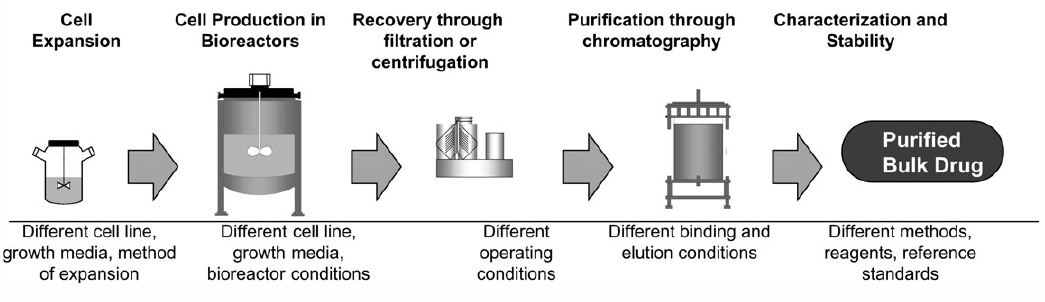 Cell
Expansion
Cell Production in
Bioreactors
Recovery through
filtration or
centrifugation
Purification through
chromatography
Characterization and
Stability
Purified
Bulk Drug
Different cell line,
growth media, method
of expansion
Different cell line,
growth media,
bioreactor conditions
Different
operating
conditions
Different binding and
elution conditions
Different methods,
reagents, reference
standards